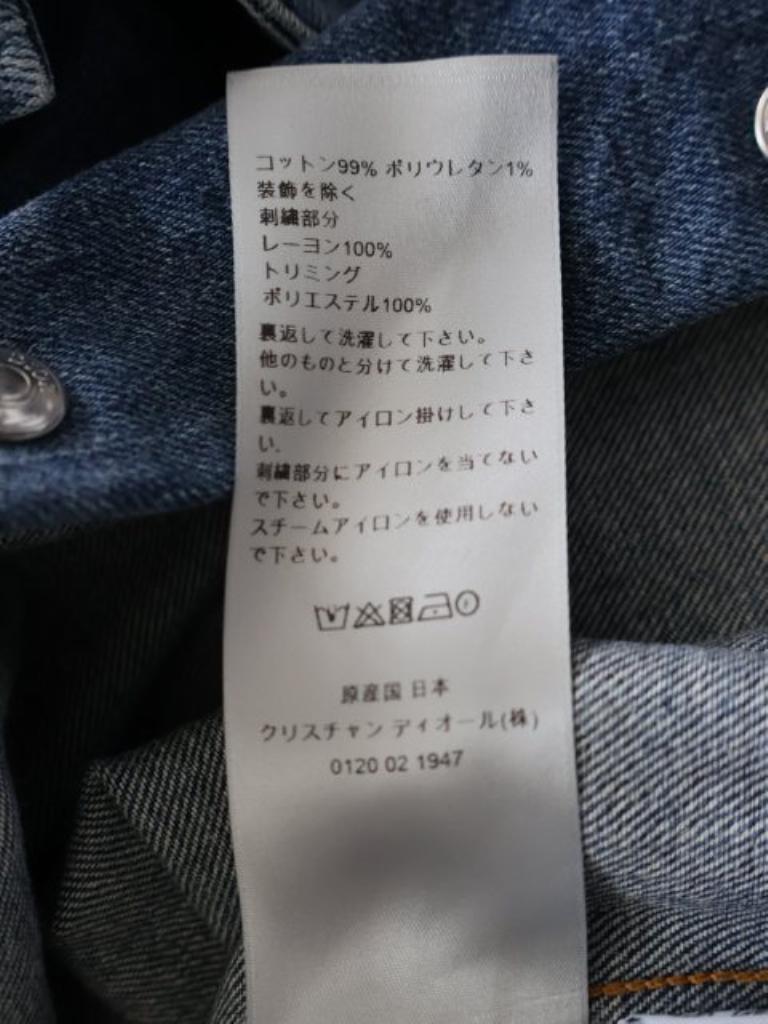 コットン99% ポリウレタン1%
装飾を除く
刺繍部分
レーヨン100%
トリミング
ポリエステル100%
裏返して洗濯して下さい。
他のものと分けて洗濯して下さ
い。
裏返してアイロン掛けして下さ
い.
刺繍部分にアイロンを当てない
で下さい。
スチームアイロンを使用しない
で下さい。
原産国 日本
クリスチャン ディオール(株)
0120 02 1947